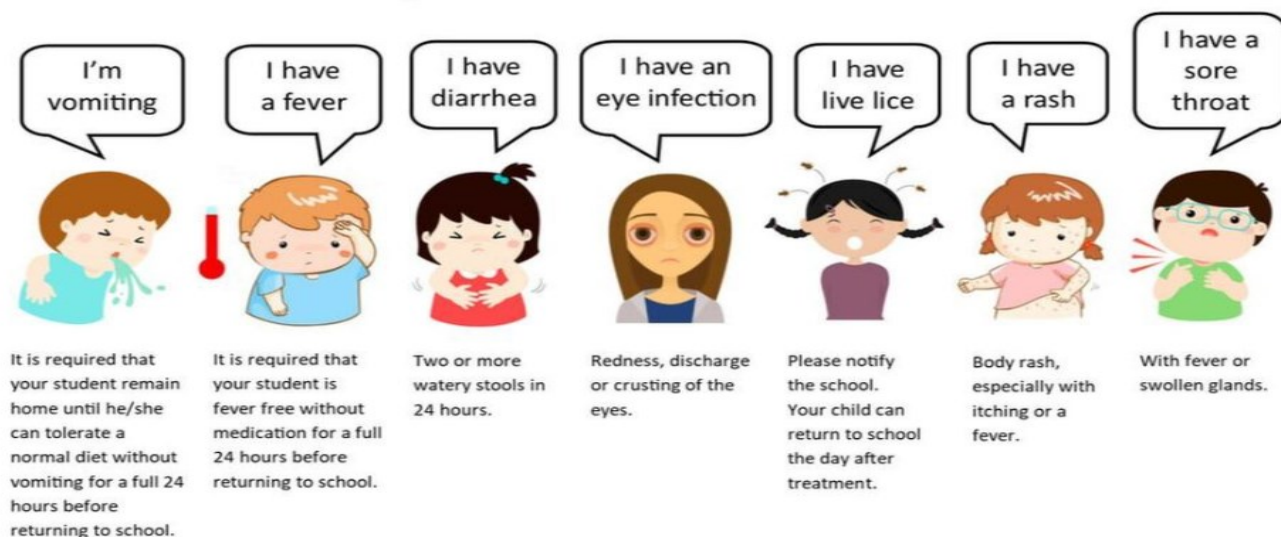 I'm
vomiting
I have
a fever
I have
diarrhea
I have an
eye infection
I have
live lice
I have
a rash
I have a
sore
throat
It is required that
your student remain
home until he/she
can tolerate a
normal diet without
vomiting for a full 24
hours before
returning to school.
It is required that
your student is
fever free without
medication for a full
24 hours before
returning to school.
Two or more
watery stools in
24 hours.
Redness, discharge
or crusting of the
eyes.
Please notify
the school.
Your child can
return to school
the day after
treatment.
Body rash,
especially with
itching or a
fever.
With fever or
swollen glands.